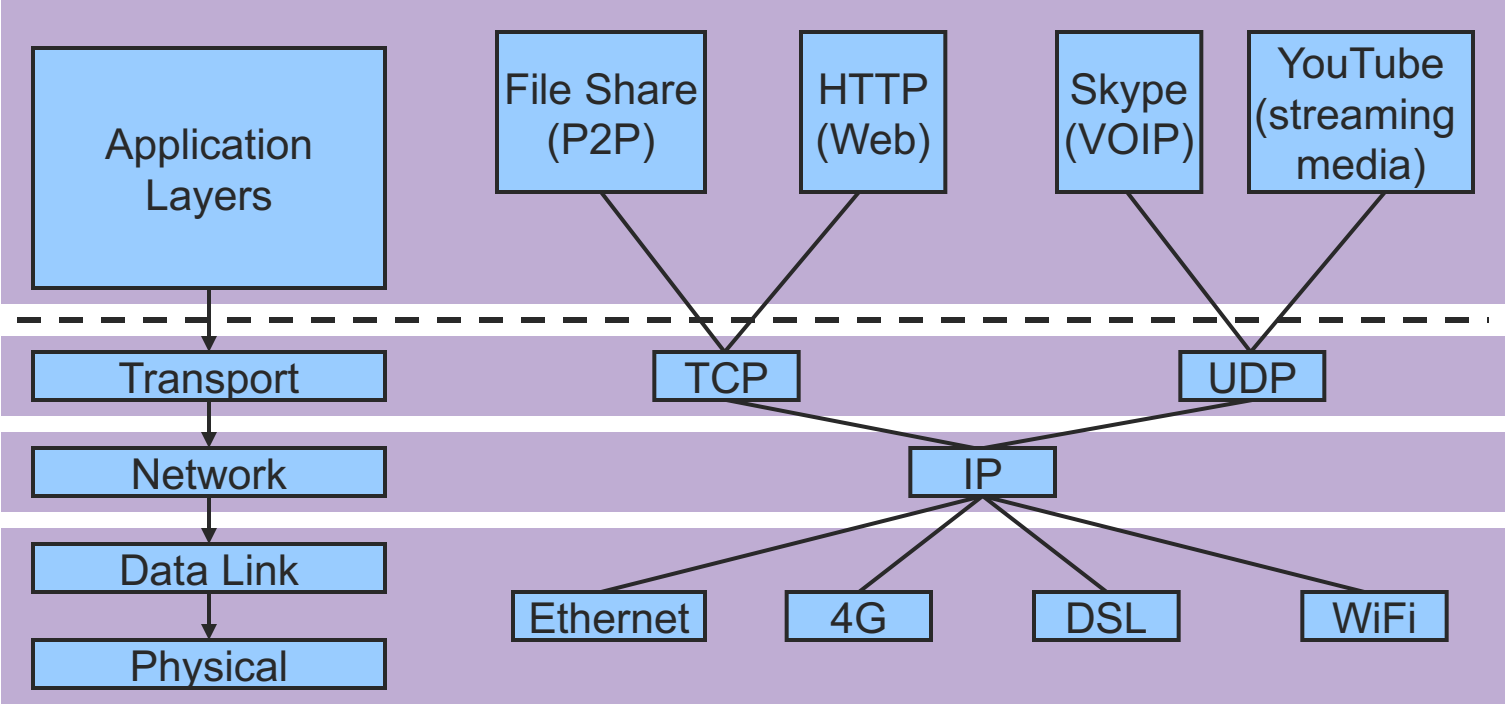 Application
Layers
File Share
(P2P)
HTTP
(Web)
Skype
(VOIP)
YouTube
(streaming
media)
Transport
TCP
UDP
Network
IP
Data Link
Physical
Ethernet
4G
DSL
WiFi